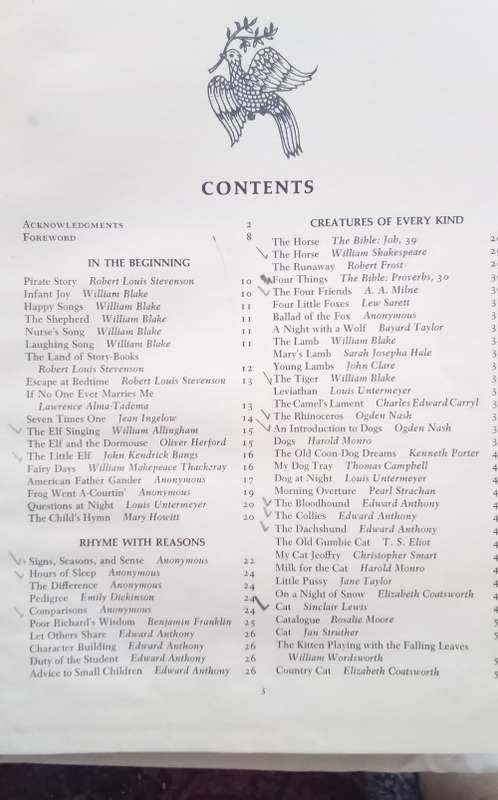 CONTENTS
ACKNOWLEDGMENTS 2
FOREWORD 8
IN THE BEGINNING
Pirate Story Robert Louis Stevenson 10
Infant Joy William Blake 10
Happy Songs William Blake 11
The Shepherd William Blake 11
Nurse's Song William Blake 11
Laughing Song William Blake 11
The Land of Story-Books
Robert Louis Stevenson 12
Escape at Bedtime Robert Louis Stevenson 13
If No One Ever Marries Me
Lawrence Alma-Tadema 13
Seven Times One Jean Ingelow 14
The Elf Singing William Allingham 15
The Elf and the Dormouse Oliver Herford 15
The Little Elf John Kendrick Bangs 16
Fairy Days William Makepeace Thackeray 16
American Father Gander Anonymous 17
Frog Went A-Courtin' Anonymous 19
Questions at Night Louis Untermeyer 20
The Child's Hymn Mary Howitt 20
RHYME WITH REASONS
Signs, Seasons, and Sense Anonymous 22
Hours of Sleep Anonymous 24
The Difference Anonymous 24
Pedigree Emily Dickinson 24
Comparisons Anonymous 24
Poor Richard's Wisdom Benjamin Franklin 25
Let Others Share Edward Anthony 26
Character Building Edward Anthony 26
Duty of the Student Edward Anthony 26
Advice to Small Children Edward Anthony 26
CREATURES OF EVERY KIND
The Horse The Bible: Job, 39
The Horse William Shakespeare
The Runaway Robert Frost
Four Things The Bible: Proverbs, 30
The Four Friends A. A. Milne
Four Little Foxes Lew Sarett
Ballad of the Fox Anonymous
A Night with a Wolf Bayard Taylor
The Lamb William Blake
Mary's Lamb Sarah Josepha Hale
Young Lambs John Clare
The Tiger William Blake
Leviathan Louis Untermeyer
The Camel's Lament Charles Edward Carryl
The Rhinoceros Ogden Nash
An Introduction to Dogs Ogden Nash
Dogs Harold Monro
The Old Coon-Dog Dreams Kenneth Porter
My Dog Tray Thomas Campbell
Dog at Night Louis Untermeyer
Morning Overture Pearl Strachan
The Bloodhound Edward Anthony
The Collies Edward Anthony
The Dachshund Edward Anthony
The Old Gumbie Cat T. S. Eliot
My Cat Jeoffry Christopher Smart
Milk for the Cat Harold Monro
Little Pussy Jane Taylor
On a Night of Snow Elizabeth Coatsworth
Cat Sinclair Lewis
Catalogue Rosalie Moore
Cat Jan Struther
The Kitten Playing with the Falling Leaves
William Wordsworth
Country Cat Elizabeth Coatsworth
5